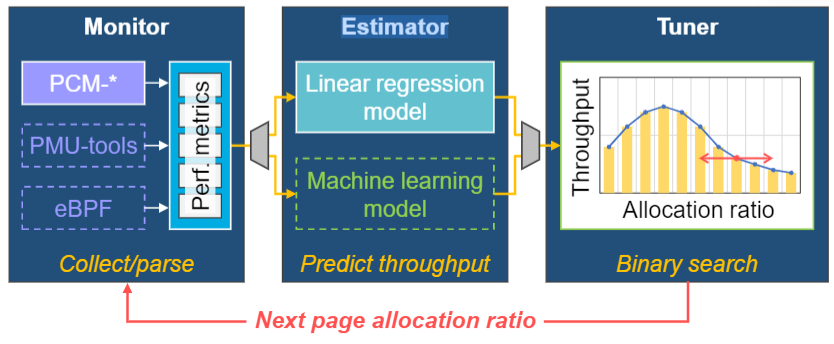 Monitor
PCM-*
PMU-tools
eBPF
Perf. metrics
Collect/parse
Estimator
Linear regression
model
Machine learning
model
Predict throughput
Tuner
Throughput
Allocation ratio
Binary search
Next page allocation ratio